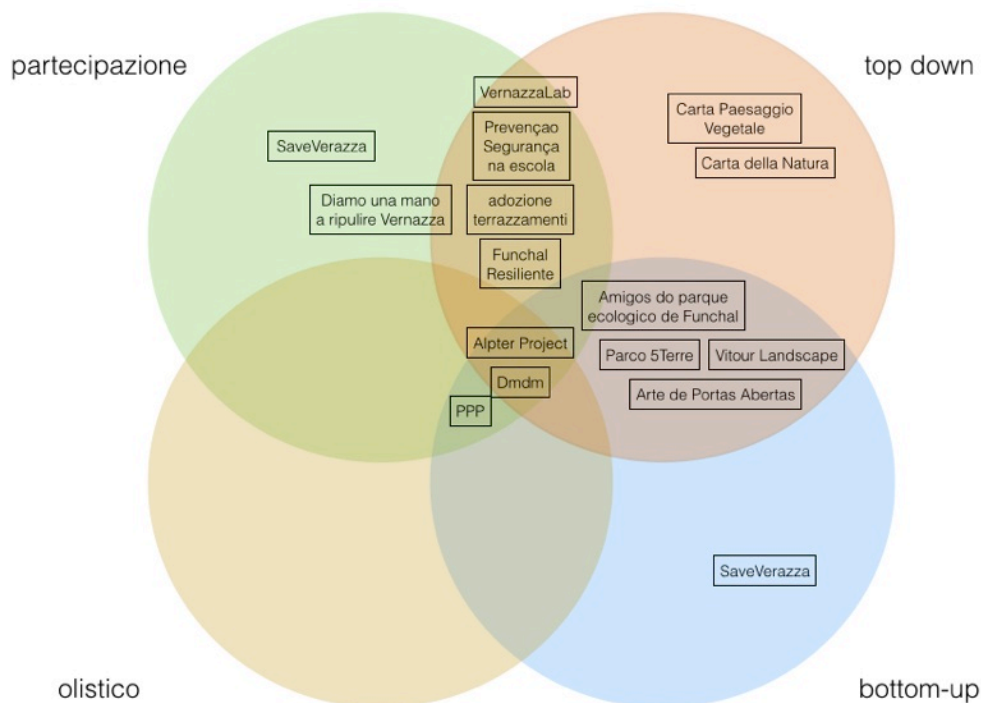 partecipazione
top down
VernazzaLab
Carta Paesaggio
Vegetale
Prevençao
Segurança
na escola
SaveVerazza
Carta della Natura
Diamo una mano
a ripulire Vernazza
adozione
terrazzamenti
Funchal
Resiliente
Amigos do parque
ecologico de Funchal
Alpter Project
Parco 5Terre
Vitour Landscape
Dmdm
Arte de Portas Abertas
PPP
SaveVerazza
olistico
bottom-up